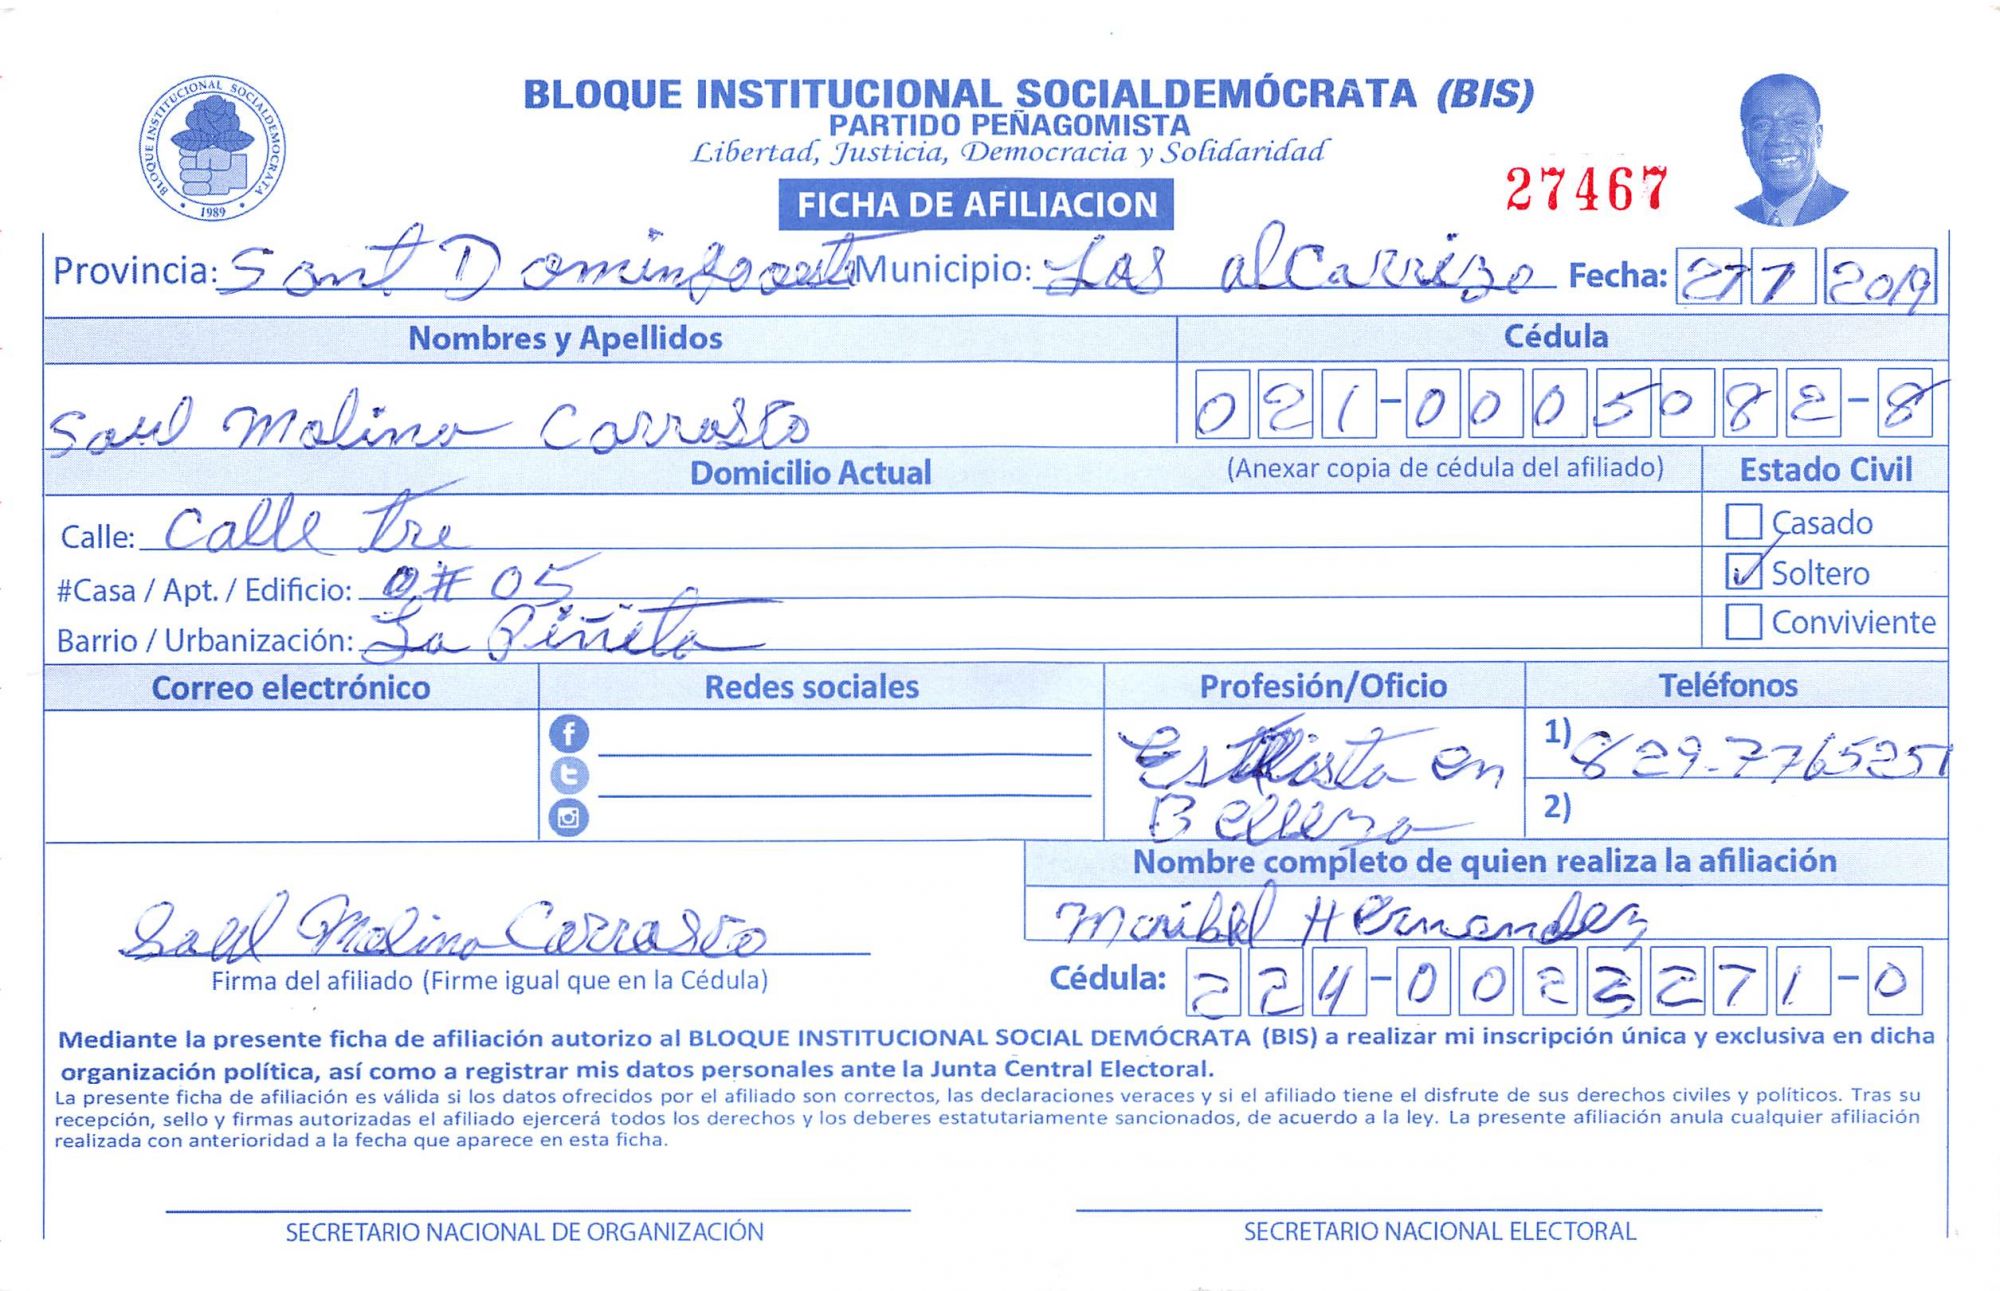 BLOQUE INSTITUCIONAL SOCIALDEMOCRATA
1989
BLOQUE INSTITUCIONAL SOCIALDEMÓCRATA (BIS)
PARTIDO PEÑAGOMISTA
Libertad, Justicia, Democracia y Solidaridad
27467
FICHA DE AFILIACION
Provincia: Sant Domingo oeste Municipio: Los alcarrizo Fecha: 27 7 2019
Nombres y Apellidos Cédula
Saul Molina Carrasto 021-0005082-8
Domicilio Actual (Anexar copia de cédula del afiliado) Estado Civil
Calle: Calle tre Casado
#Casa / Apt. / Edificio: # 05 Soltero
Barrio / Urbanización: La Piñeta Conviviente
Correo electrónico Redes sociales Profesión/Oficio Teléfonos
Estilista en 1) 829-7765251
Belleza 2)
Nombre completo de quien realiza la afiliación
Saul Molina Carrasto Maribel Hernandez
Firma del afiliado (Firme igual que en la Cédula) Cédula: 224-0023271-0
Mediante la presente ficha de afiliación autorizo al BLOQUE INSTITUCIONAL SOCIAL DEMÓCRATA (BIS) a realizar mi inscripción única y exclusiva en dicha
organización política, así como a registrar mis datos personales ante la Junta Central Electoral.
La presente ficha de afiliación es válida si los datos ofrecidos por el afiliado son correctos, las declaraciones veraces y si el afiliado tiene el disfrute de sus derechos civiles y políticos. Tras su
recepción, sello y firmas autorizadas el afiliado ejercerá todos los derechos y los deberes estatutariamente sancionados, de acuerdo a la ley. La presente afiliación anula cualquier afiliación
realizada con anterioridad a la fecha que aparece en esta ficha.
SECRETARIO NACIONAL DE ORGANIZACIÓN SECRETARIO NACIONAL ELECTORAL